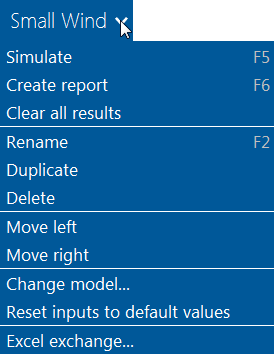 Small Wind
Simulate F5
Create report F6
Clear all results
Rename F2
Duplicate
Delete
Move left
Move right
Change model...
Reset inputs to default values
Excel exchange...